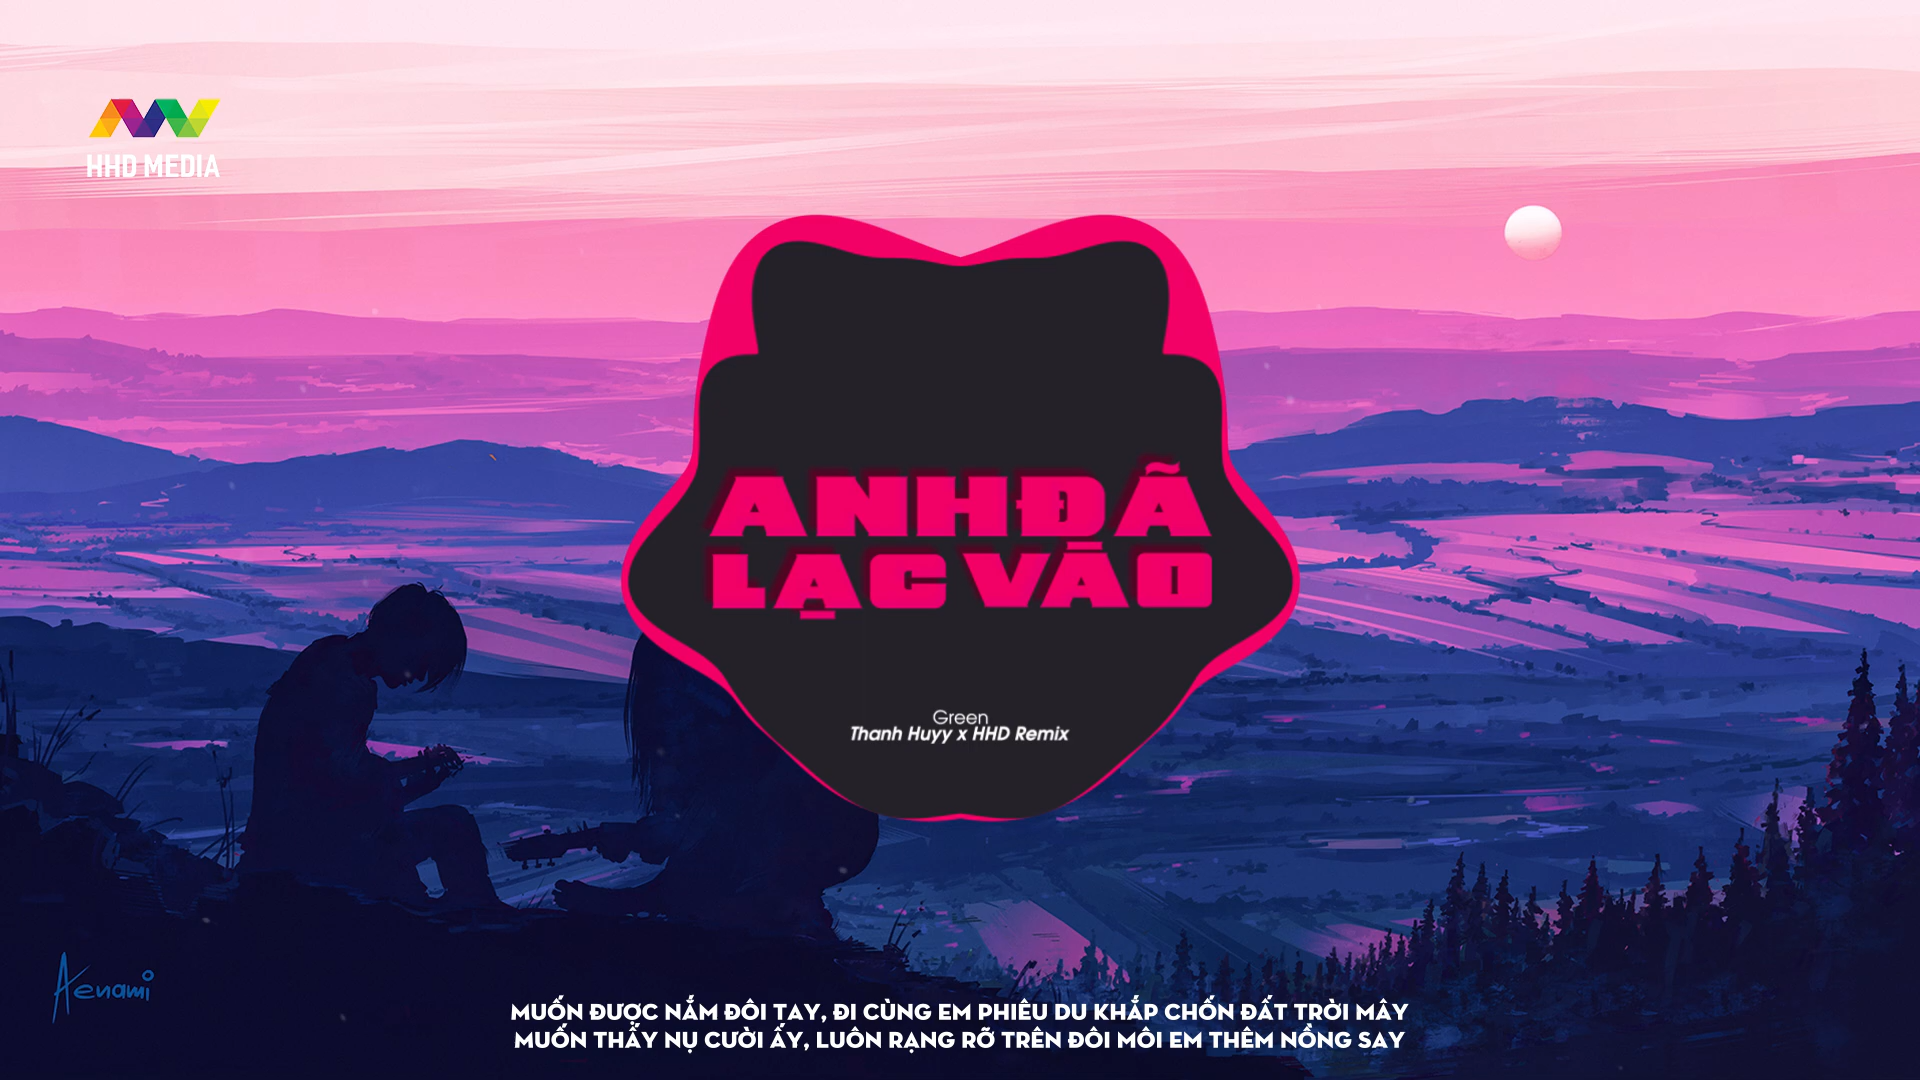 HHD MEDIA
ANH ĐÃ
LẠC VÀO
Green
Thanh Huyy x HHD Remix
Aenami
MUỐN ĐƯỢC NẮM ĐÔI TAY, ĐI CÙNG EM PHIÊU DU KHẮP CHỐN ĐẤT TRỜI MÂY
MUỐN THẤY NỤ CƯỜI ẤY, LUÔN RẠNG RỠ TRÊN ĐÔI MÔI EM THÊM NỒNG SAY